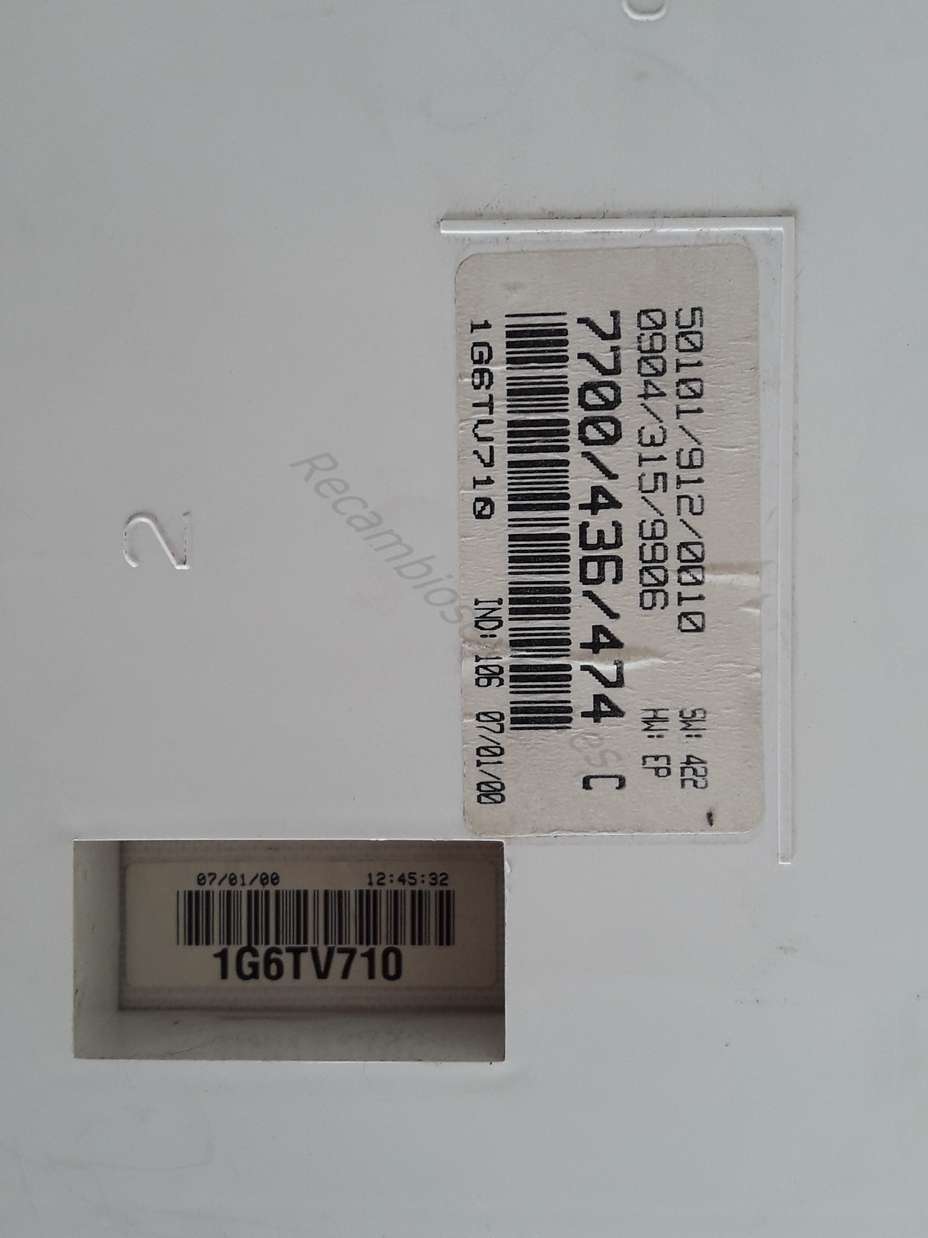 50101/912/0010 SW: 422
0904/315/9906 HW: EP
7700/436/474 C
1G6TV710 IND: 106 07/01/00
07/01/00 12:45:32
1G6TV710
2